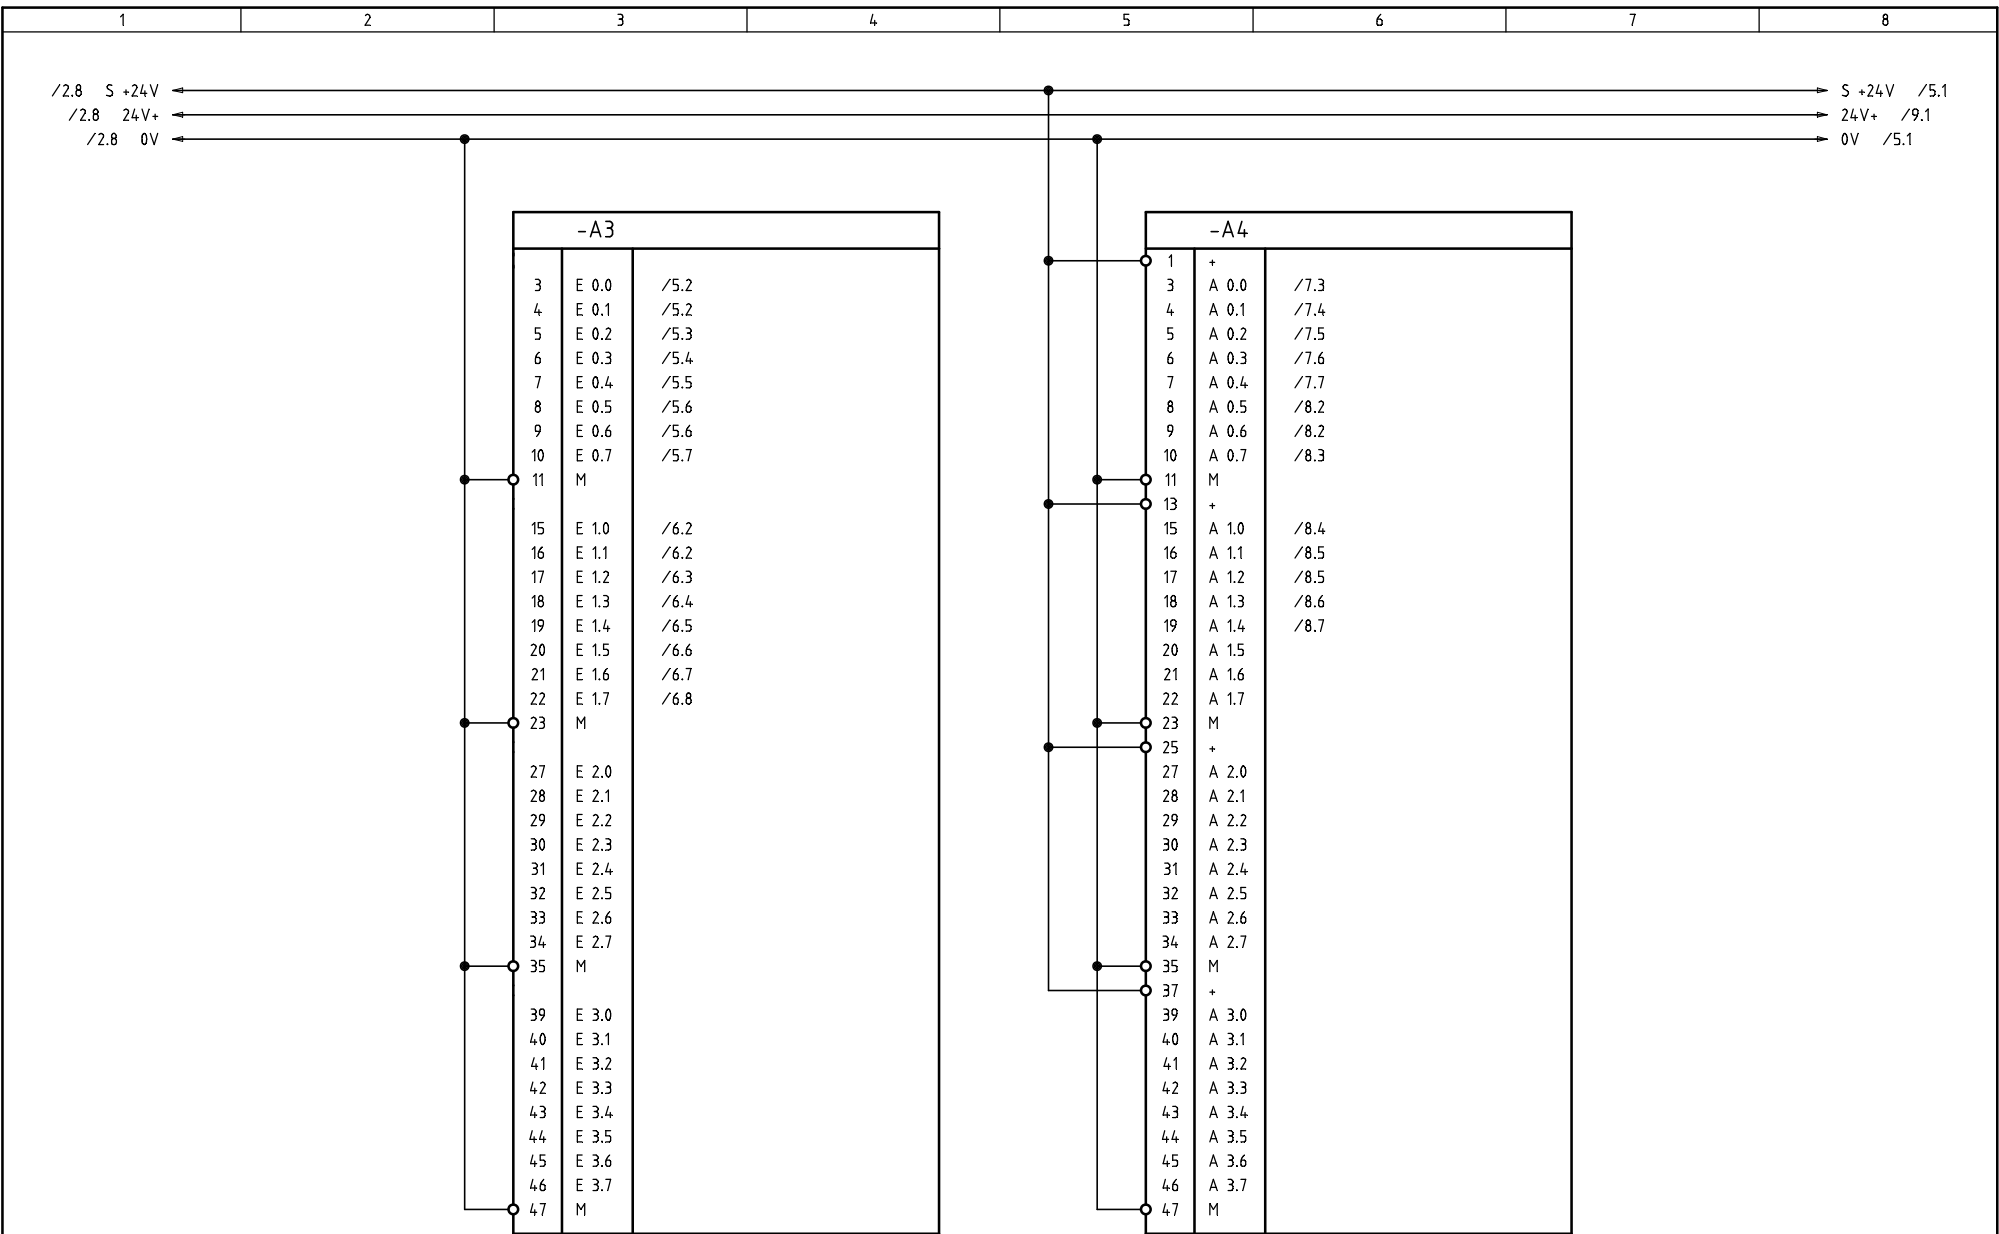 1 2 3 4 5 6 7 8
/2.8 S +24V S +24V /5.1
/2.8 24V+ 24V+ /9.1
/2.8 0V 0V /5.1
-A3
3 E 0.0 /5.2
4 E 0.1 /5.2
5 E 0.2 /5.3
6 E 0.3 /5.4
7 E 0.4 /5.5
8 E 0.5 /5.6
9 E 0.6 /5.6
10 E 0.7 /5.7
11 M
15 E 1.0 /6.2
16 E 1.1 /6.2
17 E 1.2 /6.3
18 E 1.3 /6.4
19 E 1.4 /6.5
20 E 1.5 /6.6
21 E 1.6 /6.7
22 E 1.7 /6.8
23 M
27 E 2.0
28 E 2.1
29 E 2.2
30 E 2.3
31 E 2.4
32 E 2.5
33 E 2.6
34 E 2.7
35 M
39 E 3.0
40 E 3.1
41 E 3.2
42 E 3.3
43 E 3.4
44 E 3.5
45 E 3.6
46 E 3.7
47 M
-A4
1 +
3 A 0.0 /7.3
4 A 0.1 /7.4
5 A 0.2 /7.5
6 A 0.3 /7.6
7 A 0.4 /7.7
8 A 0.5 /8.2
9 A 0.6 /8.2
10 A 0.7 /8.3
11 M
13 +
15 A 1.0 /8.4
16 A 1.1 /8.5
17 A 1.2 /8.5
18 A 1.3 /8.6
19 A 1.4 /8.7
20 A 1.5
21 A 1.6
22 A 1.7
23 M
25 +
27 A 2.0
28 A 2.1
29 A 2.2
30 A 2.3
31 A 2.4
32 A 2.5
33 A 2.6
34 A 2.7
35 M
37 +
39 A 3.0
40 A 3.1
41 A 3.2
42 A 3.3
43 A 3.4
44 A 3.5
45 A 3.6
46 A 3.7
47 M